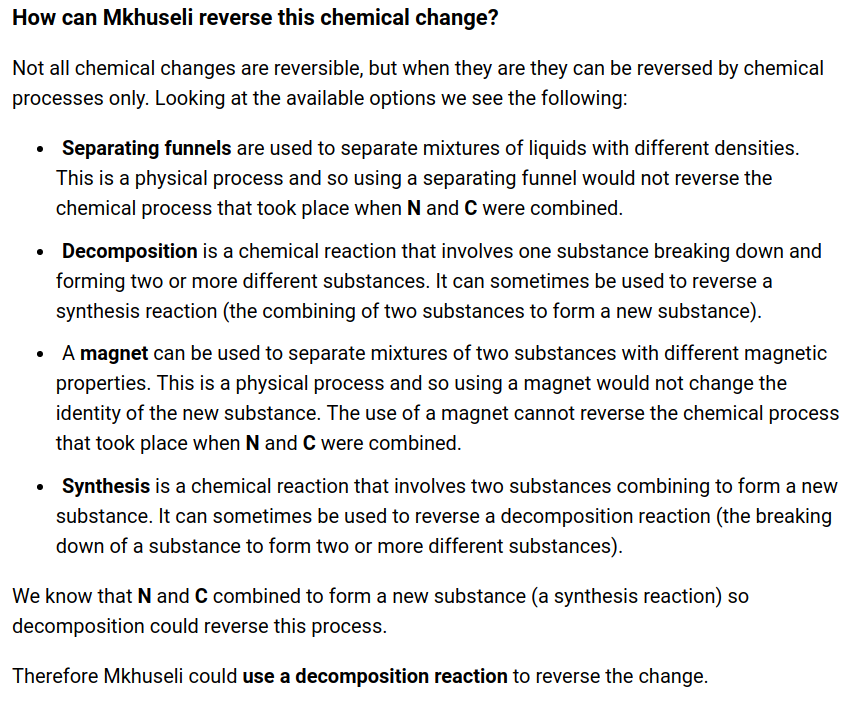 How can Mkhuseli reverse this chemical change?
Not all chemical changes are reversible, but when they are they can be reversed by chemical
processes only. Looking at the available options we see the following:
• Separating funnels are used to separate mixtures of liquids with different densities.
This is a physical process and so using a separating funnel would not reverse the
chemical process that took place when N and C were combined.
• Decomposition is a chemical reaction that involves one substance breaking down and
forming two or more different substances. It can sometimes be used to reverse a
synthesis reaction (the combining of two substances to form a new substance).
• A magnet can be used to separate mixtures of two substances with different magnetic
properties. This is a physical process and so using a magnet would not change the
identity of the new substance. The use of a magnet cannot reverse the chemical process
that took place when N and C were combined.
• Synthesis is a chemical reaction that involves two substances combining to form a new
substance. It can sometimes be used to reverse a decomposition reaction (the breaking
down of a substance to form two or more different substances).
We know that N and C combined to form a new substance (a synthesis reaction) so
decomposition could reverse this process.
Therefore Mkhuseli could use a decomposition reaction to reverse the change.